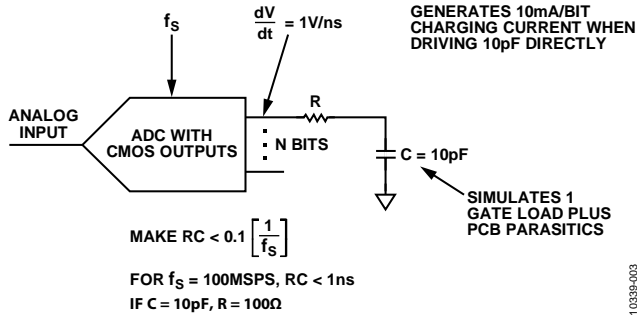 fS
dV
dt
= 1V/ns
GENERATES 10mA/BIT
CHARGING CURRENT WHEN
DRIVING 10pF DIRECTLY
ANALOG
INPUT
ADC WITH
CMOS OUTPUTS
R
N BITS
C = 10pF
SIMULATES 1
GATE LOAD PLUS
PCB PARASITICS
MAKE RC < 0.1 [1/fS]
FOR fS = 100MSPS, RC < 1ns
IF C = 10pF, R = 100Ω
10339-003